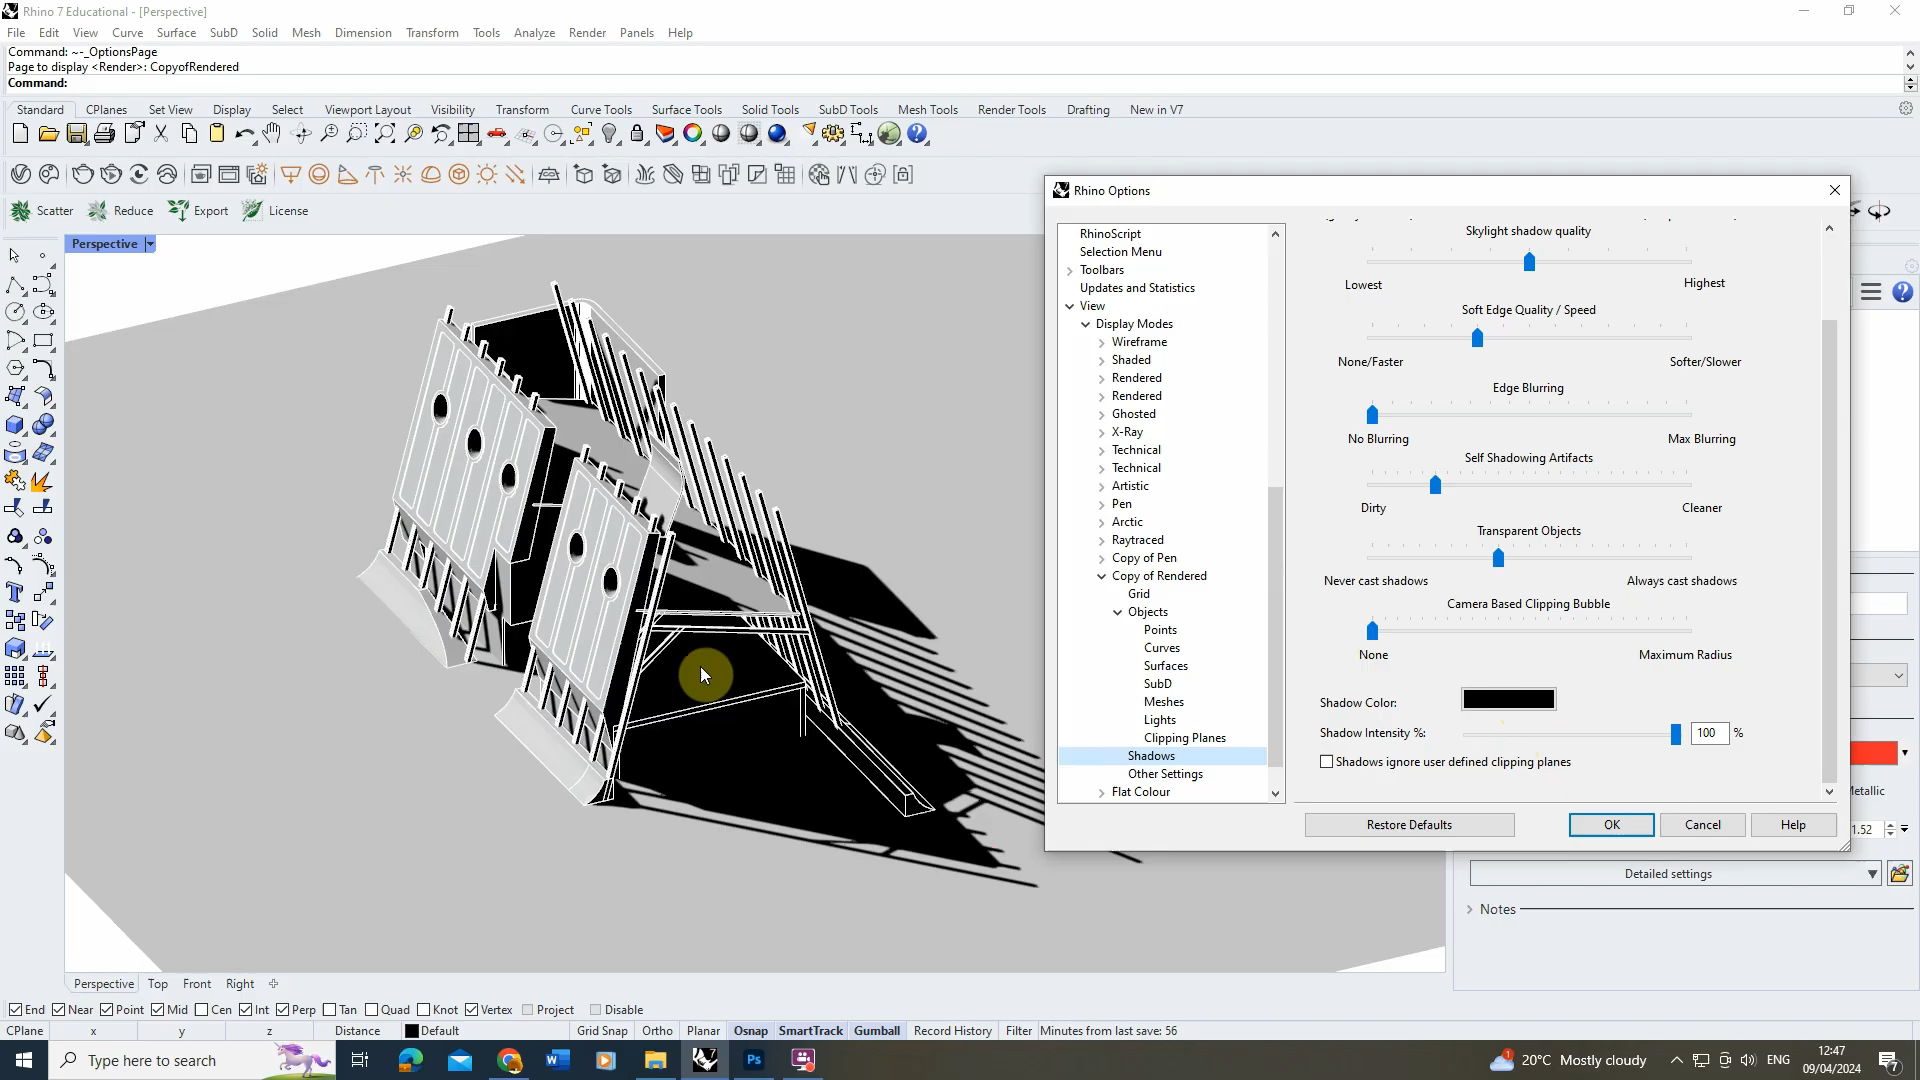 Rhino 7 Educational - [Perspective]
File Edit View Curve Surface SubD Solid Mesh Dimension Transform Tools Analyze Render Panels Help
Command: ~-_OptionsPage
Page to display <Render>: CopyofRendered
Command:
Standard CPlanes Set View Display Select Viewport Layout Visibility Transform Curve Tools Surface Tools Solid Tools SubD Tools Mesh Tools Render Tools Drafting New in V7
Scatter Reduce Export License
Perspective
Rhino Options
RhinoScript
Selection Menu
Toolbars
Updates and Statistics
View
Display Modes
Wireframe
Shaded
Rendered
Rendered
Ghosted
X-Ray
Technical
Technical
Artistic
Pen
Arctic
Raytraced
Copy of Pen
Copy of Rendered
Grid
Objects
Points
Curves
Surfaces
SubD
Meshes
Lights
Clipping Planes
Shadows
Other Settings
Flat Colour
Skylight shadow quality
Lowest Highest
Soft Edge Quality / Speed
None/Faster Softer/Slower
Edge Blurring
No Blurring Max Blurring
Self Shadowing Artifacts
Dirty Cleaner
Transparent Objects
Never cast shadows Always cast shadows
Camera Based Clipping Bubble
None Maximum Radius
Shadow Color:
Shadow Intensity %: 100 %
Shadows ignore user defined clipping planes
Restore Defaults OK Cancel Help
Metallic
1.52
Detailed settings
Notes
Perspective Top Front Right
End Near Point Mid Cen Int Perp Tan Quad Knot Vertex Project Disable
CPlane x y z Distance Default Grid Snap Ortho Planar Osnap SmartTrack Gumball Record History Filter Minutes from last save: 56
Type here to search
Ps
20°C Mostly cloudy
ENG
12:47
09/04/2024
7